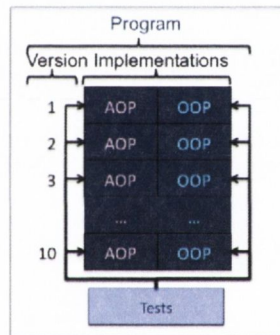 Program
Version Implementations
1 AOP OOP
2 AOP OOP
3 AOP OOP
... ...
10 AOP OOP
Tests